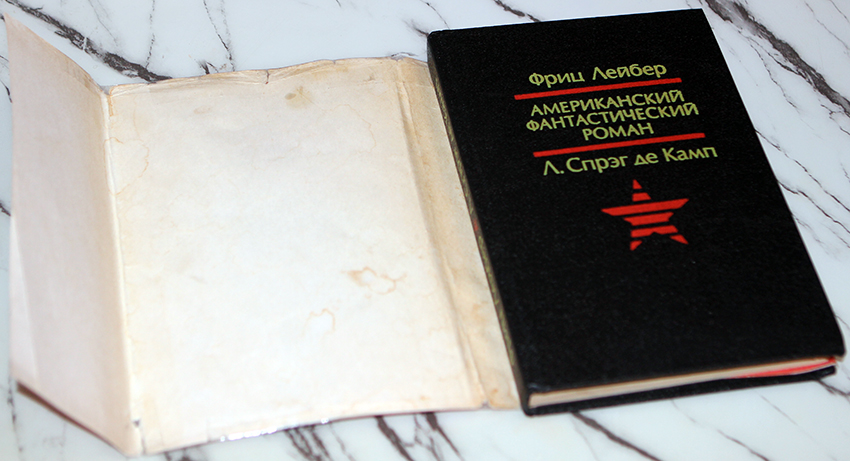 Фриц Лейбер
АМЕРИКАНСКИЙ
ФАНТАСТИЧЕСКИЙ
РОМАН
Л. Спрэг де Камп